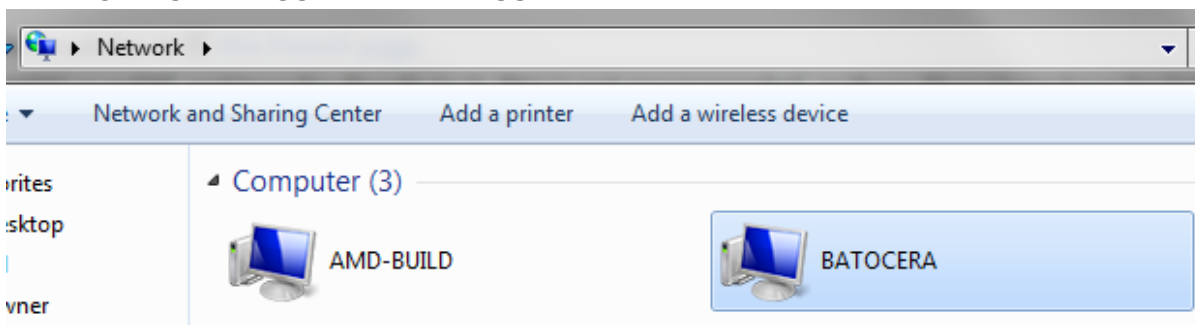 Network
Network and Sharing Center Add a printer Add a wireless device
Computer (3)
AMD-BUILD BATOCERA